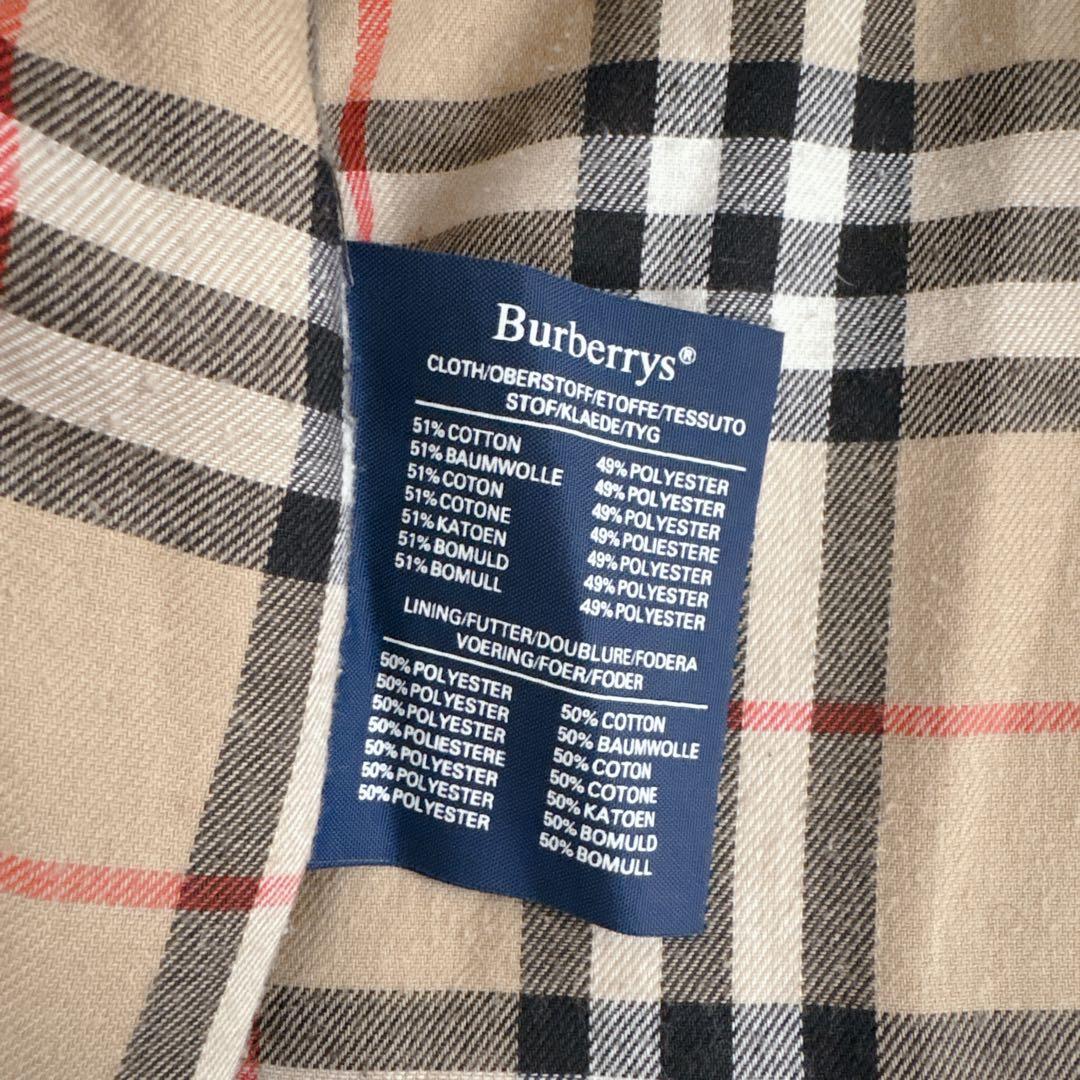 Burberrys®
CLOTH/OBERSTOFF/ETOFFE/TESSUTO
STOF/KLAEDE/TYG
51% COTTON 49% POLYESTER
51% BAUMWOLLE 49% POLYESTER
51% COTON 49% POLYESTER
51% COTONE 49% POLIESTERE
51% KATOEN 49% POLYESTER
51% BOMULD 49% POLYESTER
51% BOMULL 49% POLYESTER
LINING/FUTTER/DOUBLURE/FODERA
VOERING/FOER/FODER
50% POLYESTER 50% COTTON
50% POLYESTER 50% BAUMWOLLE
50% POLYESTER 50% COTON
50% POLIESTERE 50% COTONE
50% POLYESTER 50% KATOEN
50% POLYESTER 50% BOMULD
50% POLYESTER 50% BOMULL